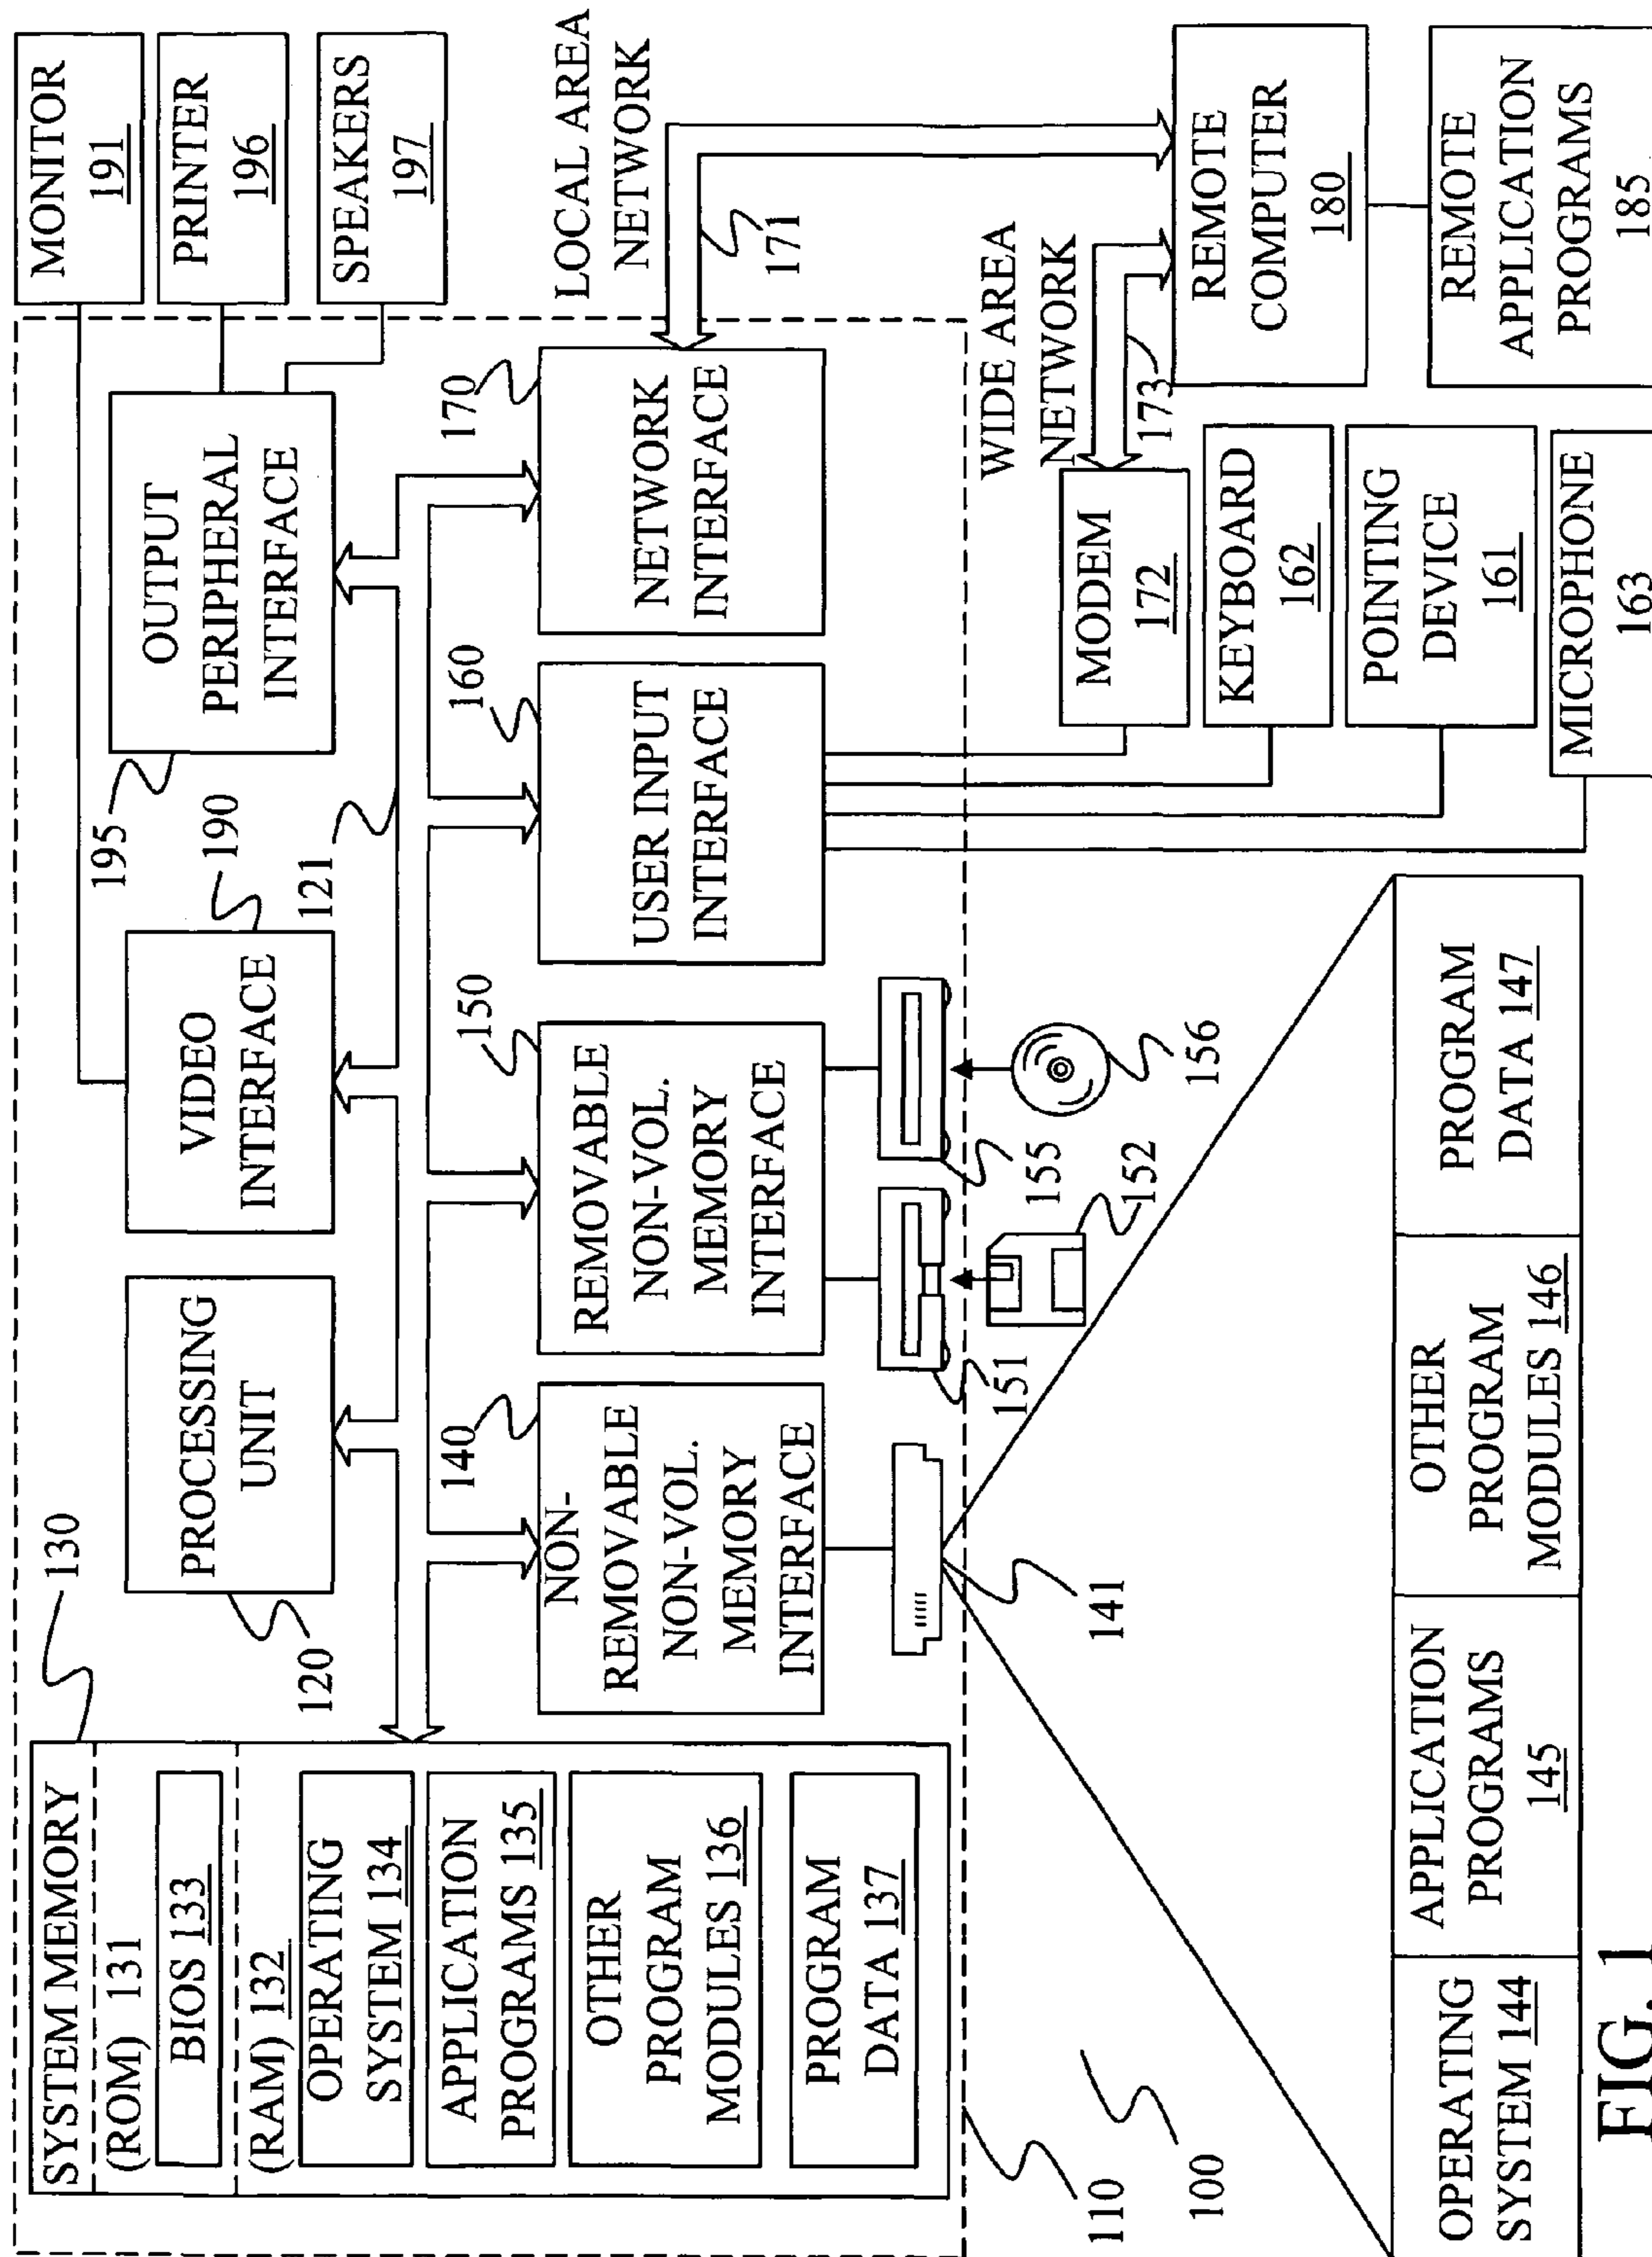 SYSTEM MEMORY
130
(ROM) 131
BIOS 133
(RAM) 132
OPERATING
SYSTEM 134
APPLICATION
PROGRAMS 135
OTHER
PROGRAM
MODULES 136
PROGRAM
DATA 137
PROCESSING
UNIT
120
VIDEO
INTERFACE
190
121
OUTPUT
PERIPHERAL
INTERFACE
195
MONITOR
191
PRINTER
196
SPEAKERS
197
140
NON-
REMOVABLE
NON-VOL.
MEMORY
INTERFACE
150
REMOVABLE
NON-VOL.
MEMORY
INTERFACE
160
USER INPUT
INTERFACE
170
NETWORK
INTERFACE
LOCAL AREA
NETWORK
171
141
151
152
155
156
WIDE AREA
NETWORK
173
MODEM
172
KEYBOARD
162
POINTING
DEVICE
161
MICROPHONE
163
REMOTE
COMPUTER
180
REMOTE
APPLICATION
PROGRAMS
185
110
100
OPERATING
SYSTEM 144
APPLICATION
PROGRAMS
145
OTHER
PROGRAM
MODULES 146
PROGRAM
DATA 147
FIG. 1